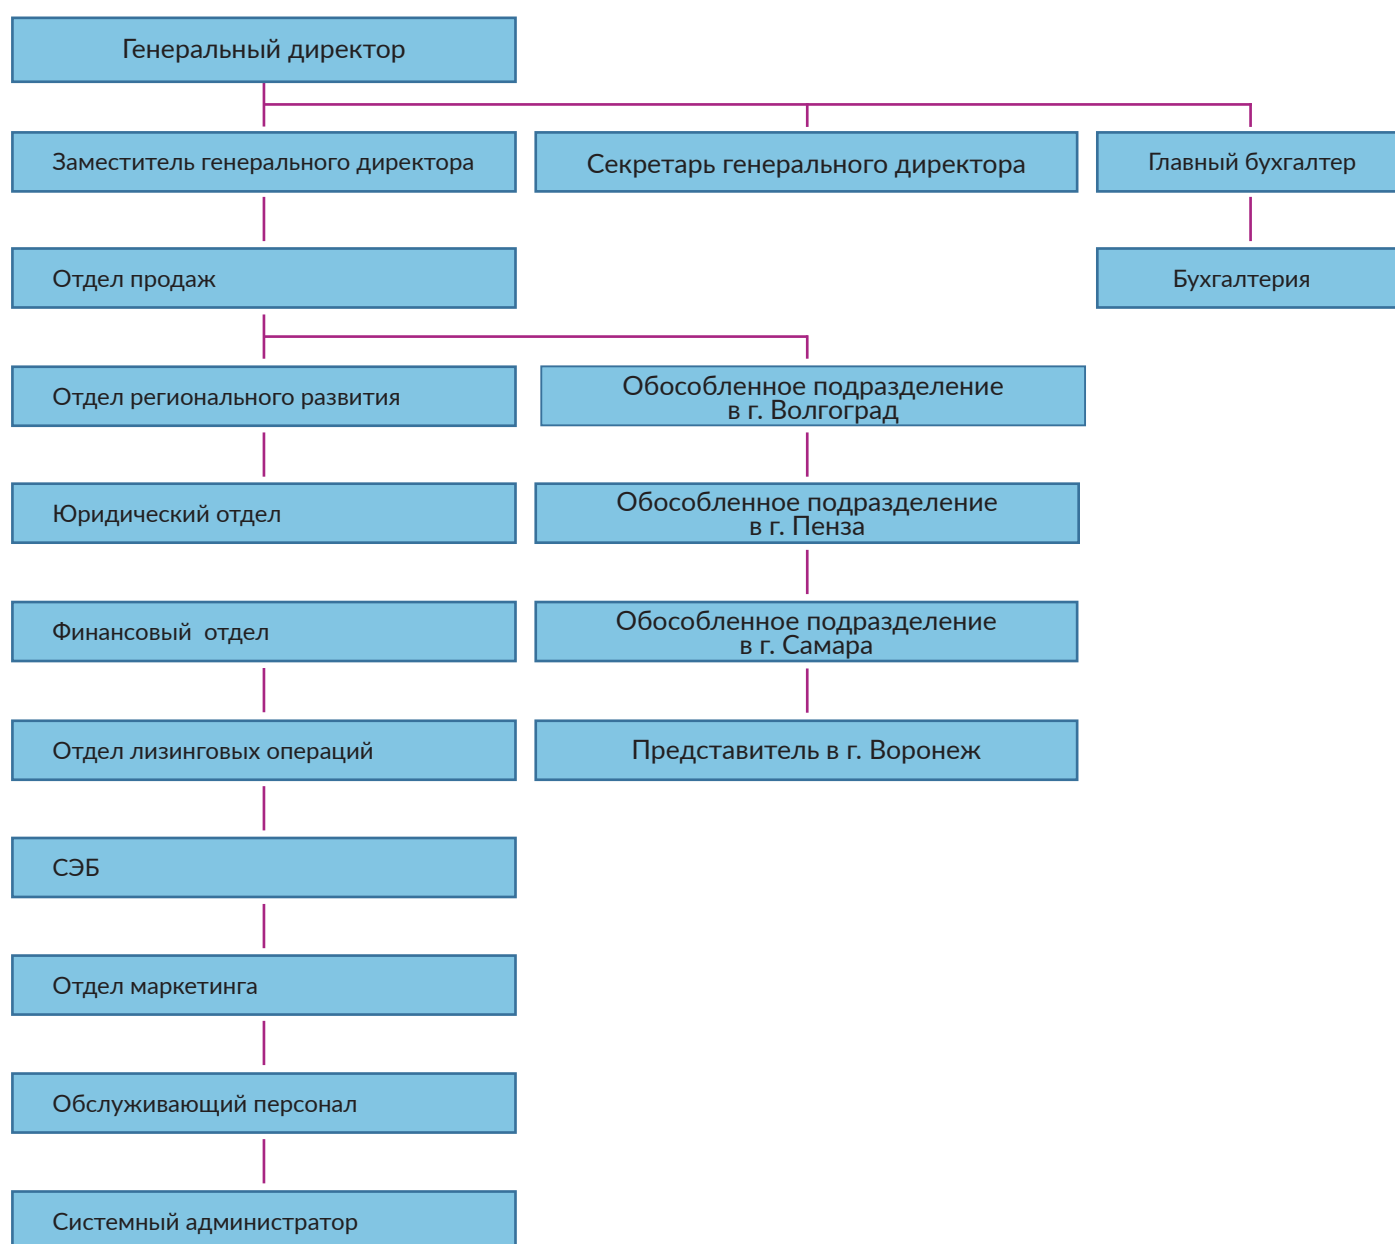 Генеральный директор
Заместитель генерального директора
Секретарь генерального директора
Главный бухгалтер
Отдел продаж
Бухгалтерия
Отдел регионального развития
Обособленное подразделение
в г. Волгоград
Юридический отдел
Обособленное подразделение
в г. Пенза
Финансовый  отдел
Обособленное подразделение
в г. Самара
Отдел лизинговых операций
Представитель в г. Воронеж
СЭБ
Отдел маркетинга
Обслуживающий персонал
Системный администратор